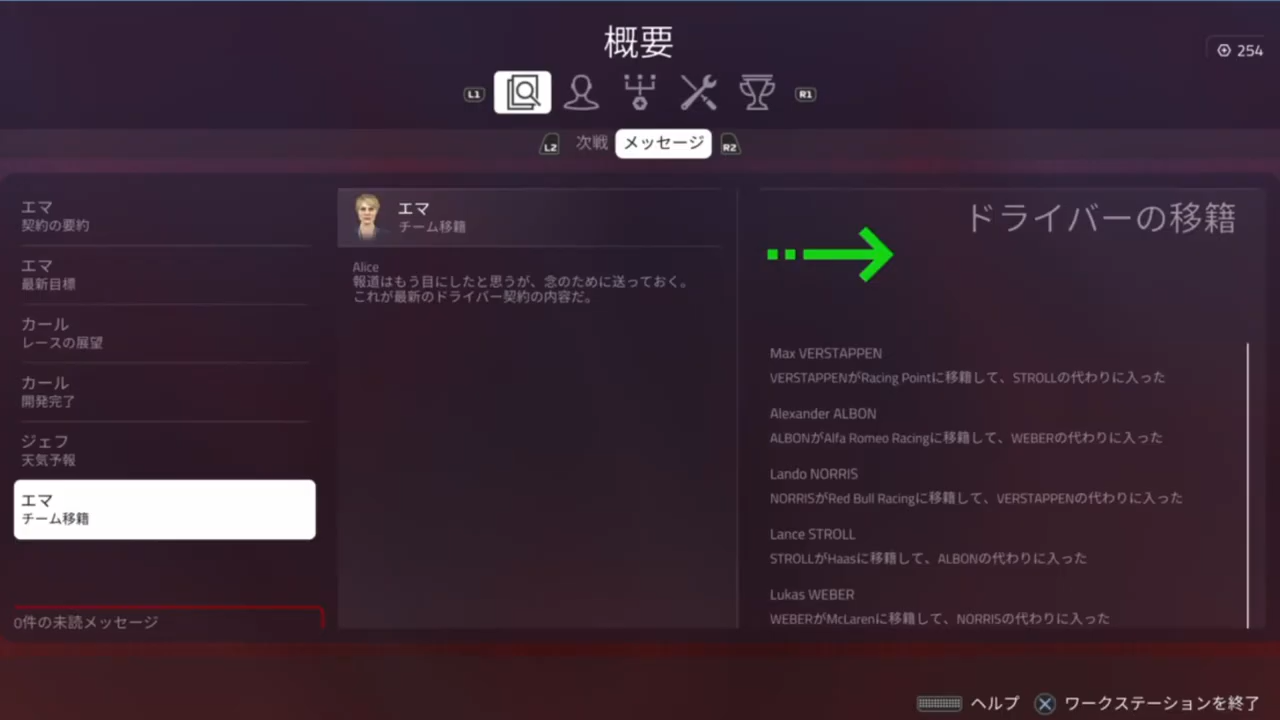 概要
254
L1
R1
L2
次戦
メッセージ
R2
エマ
契約の要約
エマ
最新目標
カール
レースの展望
カール
開発完了
ジェフ
天気予報
エマ
チーム移籍
0件の未読メッセージ
エマ
チーム移籍
Alice
報道はもう目にしたと思うが、念のために送っておく。
これが最新のドライバー契約の内容だ。
ドライバーの移籍
Max VERSTAPPEN
VERSTAPPENがRacing Pointに移籍して、STROLLの代わりに入った
Alexander ALBON
ALBONがAlfa Romeo Racingに移籍して、WEBERの代わりに入った
Lando NORRIS
NORRISがRed Bull Racingに移籍して、VERSTAPPENの代わりに入った
Lance STROLL
STROLLがHaasに移籍して、ALBONの代わりに入った
Lukas WEBER
WEBERがMcLarenに移籍して、NORRISの代わりに入った
ヘルプ
ワークステーションを終了